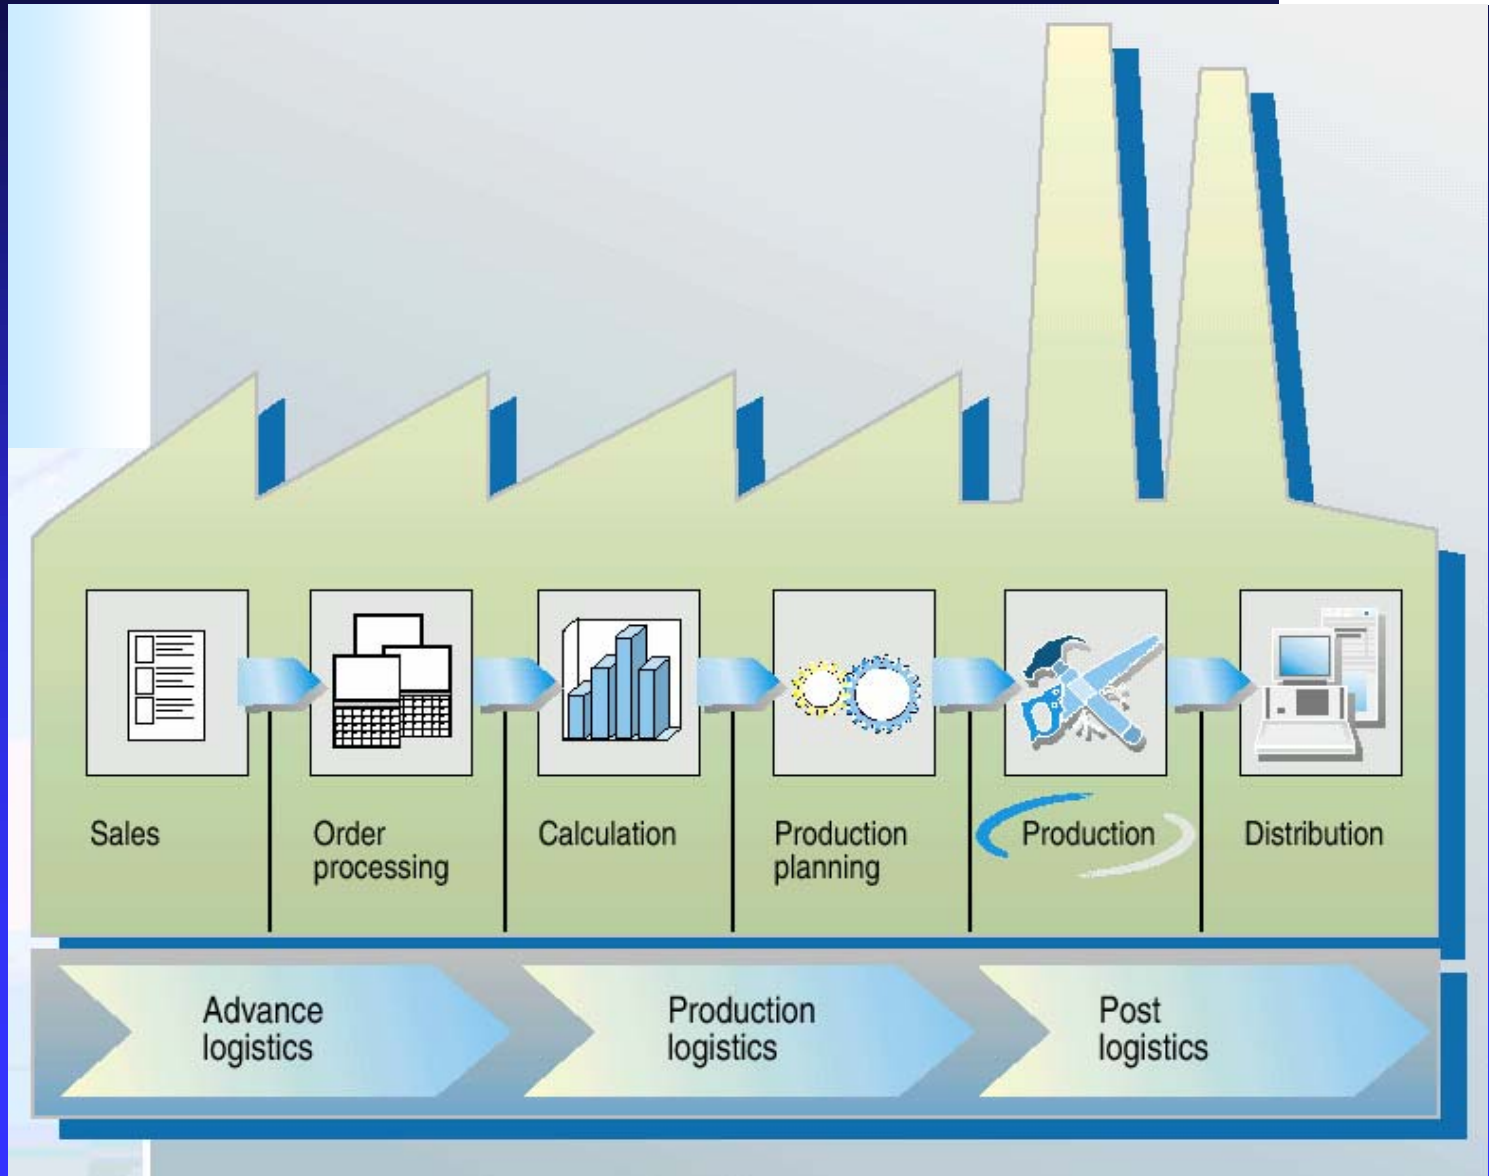 Sales
Order
processing
Calculation
Production
planning
Production
Distribution
Advance
logistics
Production
logistics
Post
logistics